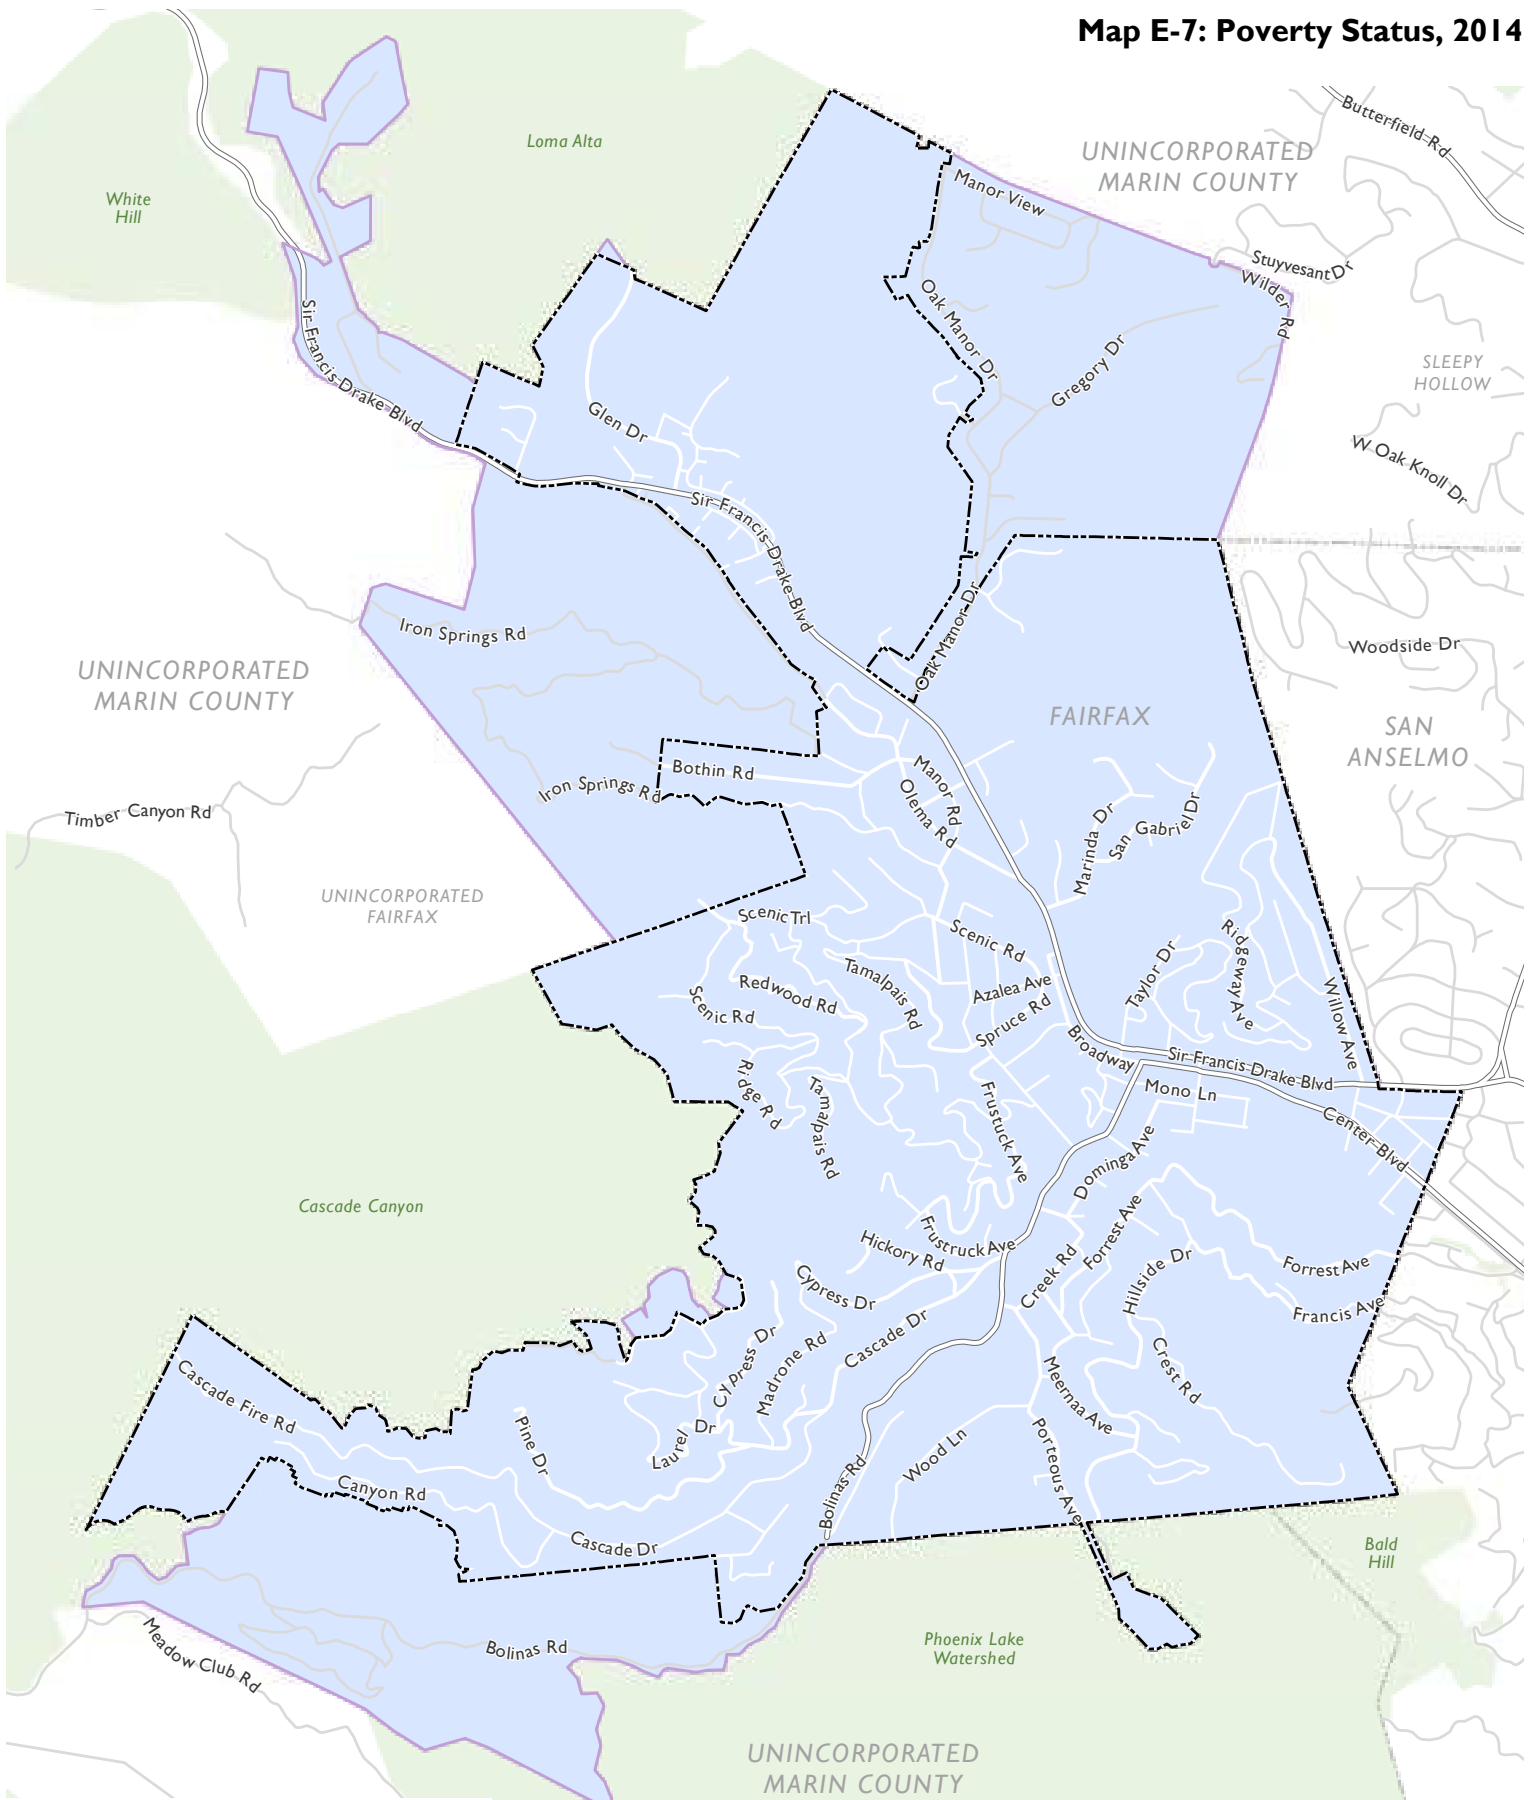 Map E-7: Poverty Status, 2014
Butterfield Rd
Loma Alta
UNINCORPORATED
MARIN COUNTY
White
Hill
Manor View
Stuyvesant Dr
Wilder Rd
Oak Manor Dr
Sir Francis Drake Blvd
SLEEPY
HOLLOW
Gregory Dr
Glen Dr
W Oak Knoll Dr
Sir Francis Drake Blvd
Iron Springs Rd
Oak Manor Dr
Woodside Dr
UNINCORPORATED
MARIN COUNTY
FAIRFAX
SAN
ANSELMO
Bothin Rd
Manor Rd
Iron Springs Rd
Olema Rd
Timber Canyon Rd
Marinda Dr
San Gabriel Dr
UNINCORPORATED
FAIRFAX
Scenic Trl
Scenic Rd
Ridgeway Ave
Taylor Dr
Tamalpais Rd
Redwood Rd
Azalea Ave
Willow Ave
Scenic Rd
Spruce Rd
Broadway
Sir Francis Drake Blvd
Ridge Rd
Tamalpais Rd
Frustuck Ave
Mono Ln
Center Blvd
Dominga Ave
Cascade Canyon
Forrest Ave
Frustruck Ave
Hickory Rd
Creek Rd
Hillside Dr
Forrest Ave
Cypress Dr
Francis Ave
Cascade Dr
Cypress Dr
Madrone Rd
Crest Rd
Meernaa Ave
Cascade Fire Rd
Pine Dr
Laurel Dr
Wood Ln
Porteous Ave
Canyon Rd
Bolinas Rd
Cascade Dr
Bald
Hill
Phoenix Lake
Watershed
Bolinas Rd
Meadow Club Rd
UNINCORPORATED
MARIN COUNTY